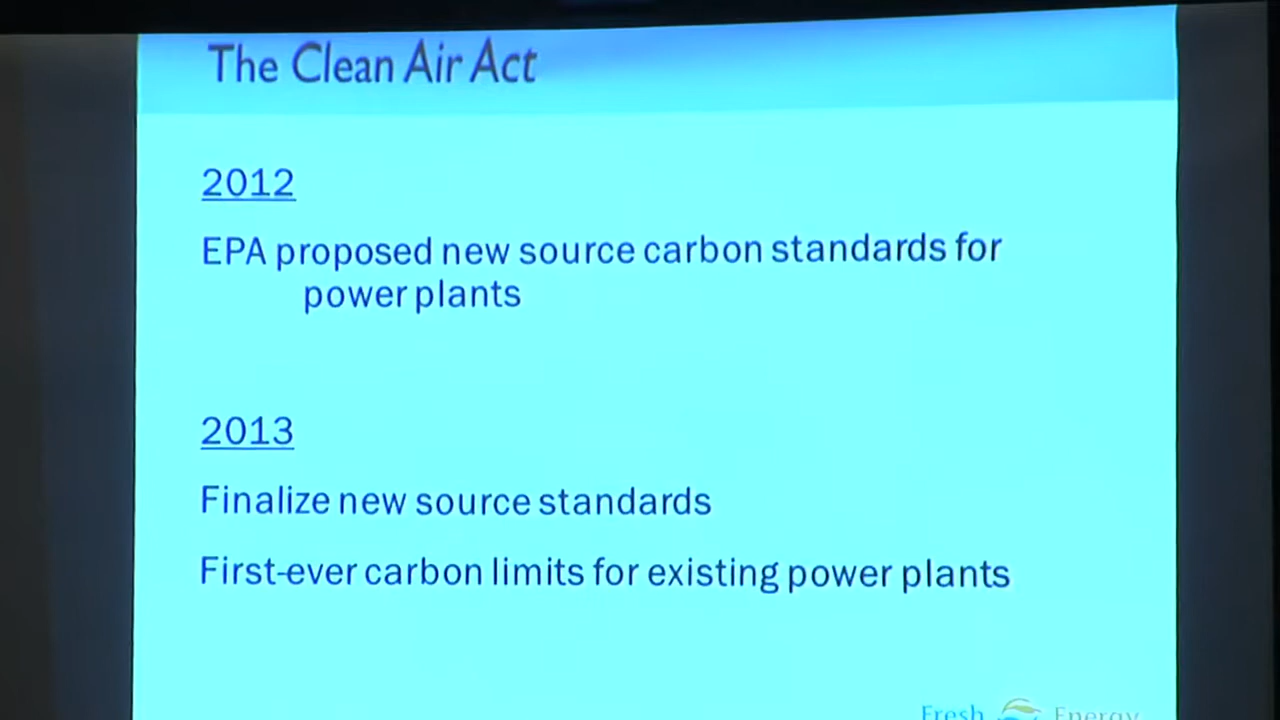 The Clean Air Act
2012
EPA proposed new source carbon standards for
power plants
2013
Finalize new source standards
First-ever carbon limits for existing power plants
Fresh Energy